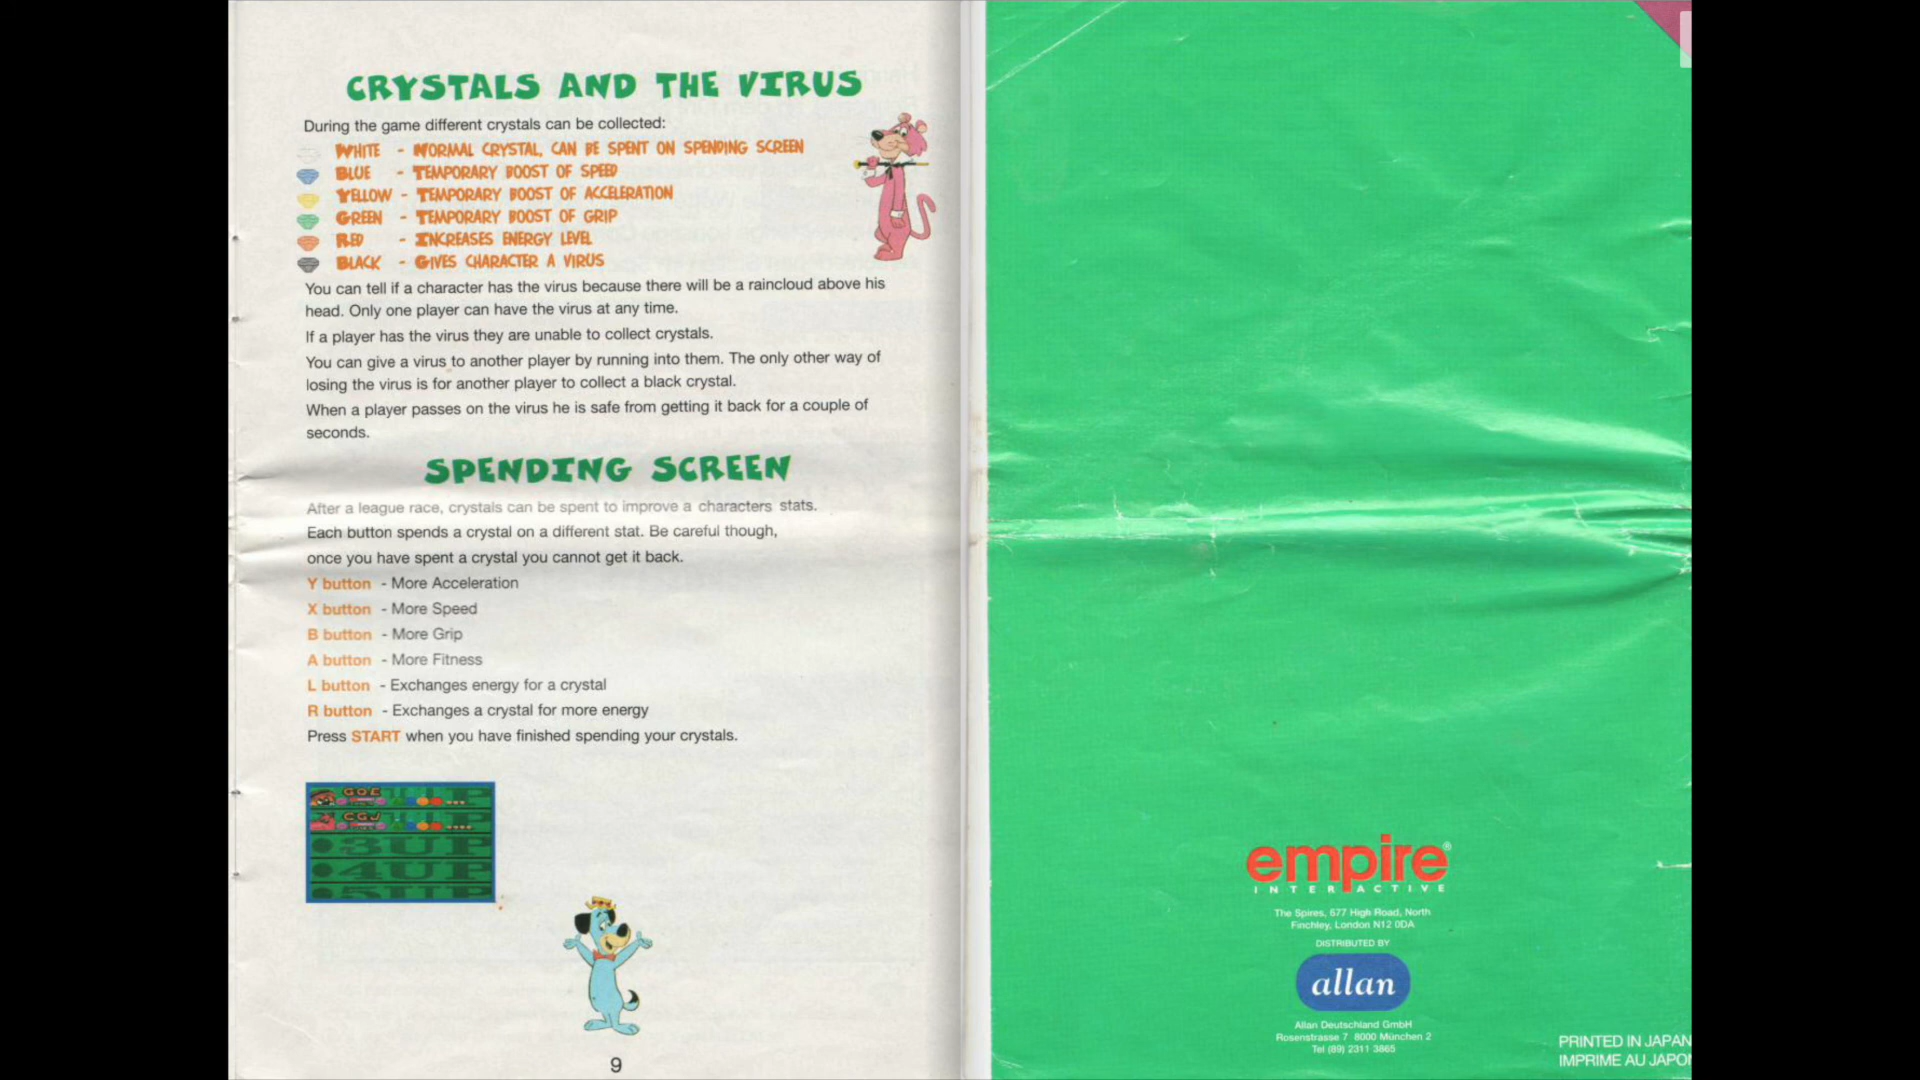 CRYSTALS AND THE VIRUS
During the game different crystals can be collected:
WHITE - NORMAL CRYSTAL, CAN BE SPENT ON SPENDING SCREEN
BLUE - TEMPORARY BOOST OF SPEED
YELLOW - TEMPORARY BOOST OF ACCELERATION
GREEN - TEMPORARY BOOST OF GRIP
RED - INCREASES ENERGY LEVEL
BLACK - GIVES CHARACTER A VIRUS
You can tell if a character has the virus because there will be a raincloud above his
head. Only one player can have the virus at any time.
If a player has the virus they are unable to collect crystals.
You can give a virus to another player by running into them. The only other way of
losing the virus is for another player to collect a black crystal.
When a player passes on the virus he is safe from getting it back for a couple of
seconds.
SPENDING SCREEN
After a league race, crystals can be spent to improve a characters stats.
Each button spends a crystal on a different stat. Be careful though,
once you have spent a crystal you cannot get it back.
Y button - More Acceleration
X button - More Speed
B button - More Grip
A button - More Fitness
L button - Exchanges energy for a crystal
R button - Exchanges a crystal for more energy
Press START when you have finished spending your crystals.
3UP
4UP
5UP
9
empire®
INTERACTIVE
The Spires, 677 High Road, North
Finchley, London N12 0DA
DISTRIBUTED BY
allan
Allan Deutschland GmbH
Rosenstrasse 7 8000 München 2
Tel (89) 2311 3865
PRINTED IN JAPAN
IMPRIME AU JAPO